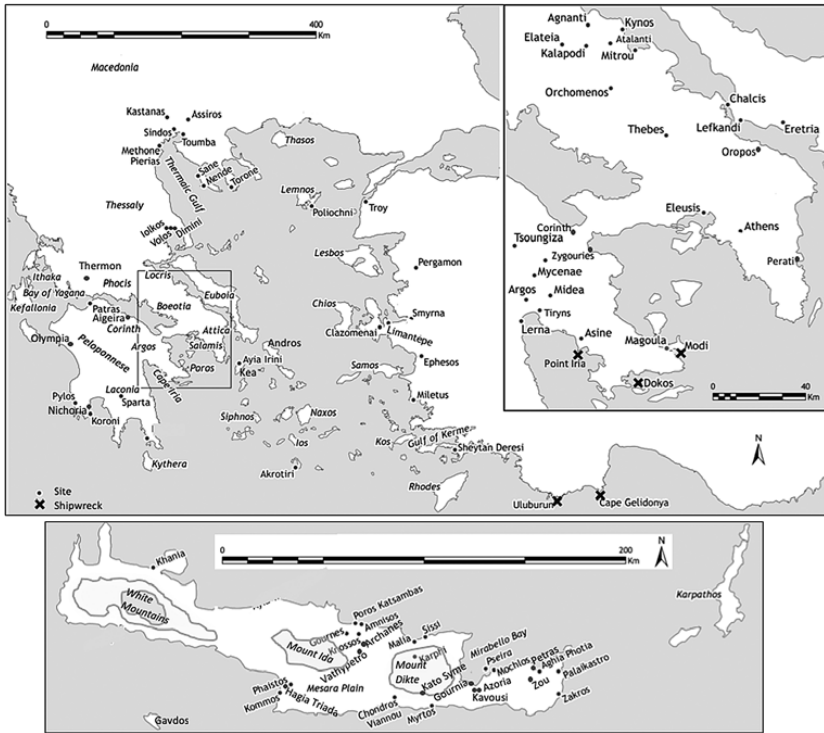 0 400
Km
Macedonia
Kastanas
Assiros
Sindos
Toumba
Methone
Pierias
Thermaic Gulf
Sane
Mende
Torone
Thasos
Lemnos
Poliochni
Troy
Thessaly
Iolkos
Volos
Dimini
Lesbos
Pergamon
Thermon
Locris
Ithaka
Phocis
Bay of Yagana
Kefallonia
Boeotia
Euboia
Chios
Smyrna
Clazomenai
Limantepe
Patras
Aigeira
Corinth
Attica
Olympia
Peloponnese
Argos
Salamis
Andros
Ephesos
Poros
Ayia Irini
Kea
Samos
Cape Iria
Laconia
Sparta
Miletus
Pylos
Nichoria
Koroni
Siphnos
Naxos
Ios
Kos
Gulf of Kerme
Sheytan Deresi
Kythera
Akrotiri
Rhodes
Uluburun
Cape Gelidonya
N
Site
Shipwreck
Agnanti
Kynos
Elateia
Atalanti
Kalapodi
Mitrou
Orchomenos
Chalcis
Thebes
Lefkandi
Eretria
Oropos
Eleusis
Corinth
Athens
Tsoungiza
Zygouries
Perati
Mycenae
Argos
Midea
Tiryns
Lerna
Asine
Magoula
Modi
Point Iria
Dokos
0 40
Km
0 200
Km
N
Khania
White
Mountains
Karpathos
Poros Katsambas
Gournes
Amnisos
Knossos
Archanes
Malia
Sissi
Mount Ida
Vathypetro
Karphi
Mount
Dikte
Mirabello Bay
Pseira
Mochlos
Petras
Aghia Photia
Palaikastro
Phaistos
Mesara Plain
Kato Syme
Gournia
Azoria
Zou
Kommos
Hagia Triada
Kavousi
Zakros
Chondros
Viannou
Myrtos
Gavdos